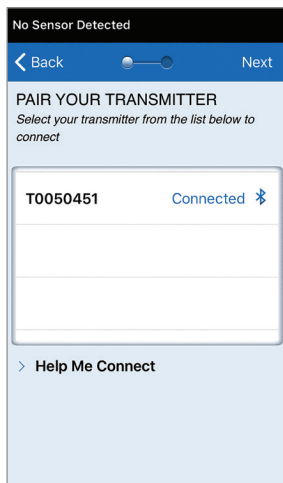 No Sensor Detected
Back
Next
PAIR YOUR TRANSMITTER
Select your transmitter from the list below to
connect
T0050451
Connected
Help Me Connect